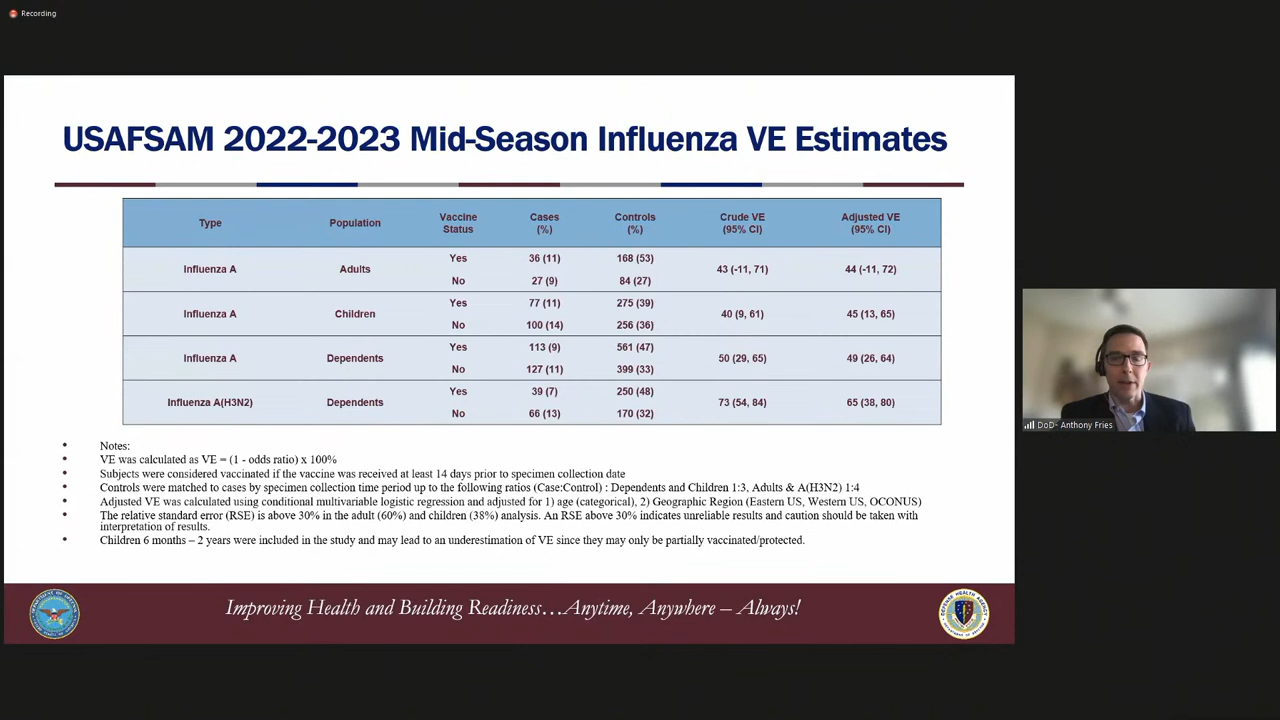 Recording
USAFSAM 2022-2023 Mid-Season Influenza VE Estimates
Type Population Vaccine Status Cases (%) Controls (%) Crude VE (95% CI) Adjusted VE (95% CI)
Influenza A Adults Yes 36 (11) 168 (53) 43 (-11, 71) 44 (-11, 72)
No 27 (9) 84 (27)
Influenza A Children Yes 77 (11) 275 (39) 40 (9, 61) 45 (13, 65)
No 100 (14) 256 (36)
Influenza A Dependents Yes 113 (9) 561 (47) 50 (29, 65) 49 (26, 64)
No 127 (11) 399 (33)
Influenza A(H3N2) Dependents Yes 39 (7) 250 (48) 73 (54, 84) 65 (38, 80)
No 66 (13) 170 (32)
• Notes:
• VE was calculated as VE = (1 - odds ratio) x 100%
• Subjects were considered vaccinated if the vaccine was received at least 14 days prior to specimen collection date
• Controls were matched to cases by specimen collection time period up to the following ratios (Case:Control) : Dependents and Children 1:3, Adults & A(H3N2) 1:4
• Adjusted VE was calculated using conditional multivariable logistic regression and adjusted for 1) age (categorical), 2) Geographic Region (Eastern US, Western US, OCONUS)
• The relative standard error (RSE) is above 30% in the adult (60%) and children (38%) analysis. An RSE above 30% indicates unreliable results and caution should be taken with
interpretation of results.
• Children 6 months – 2 years were included in the study and may lead to an underestimation of VE since they may only be partially vaccinated/protected.
Improving Health and Building Readiness…Anytime, Anywhere – Always!
DoD- Anthony Fries